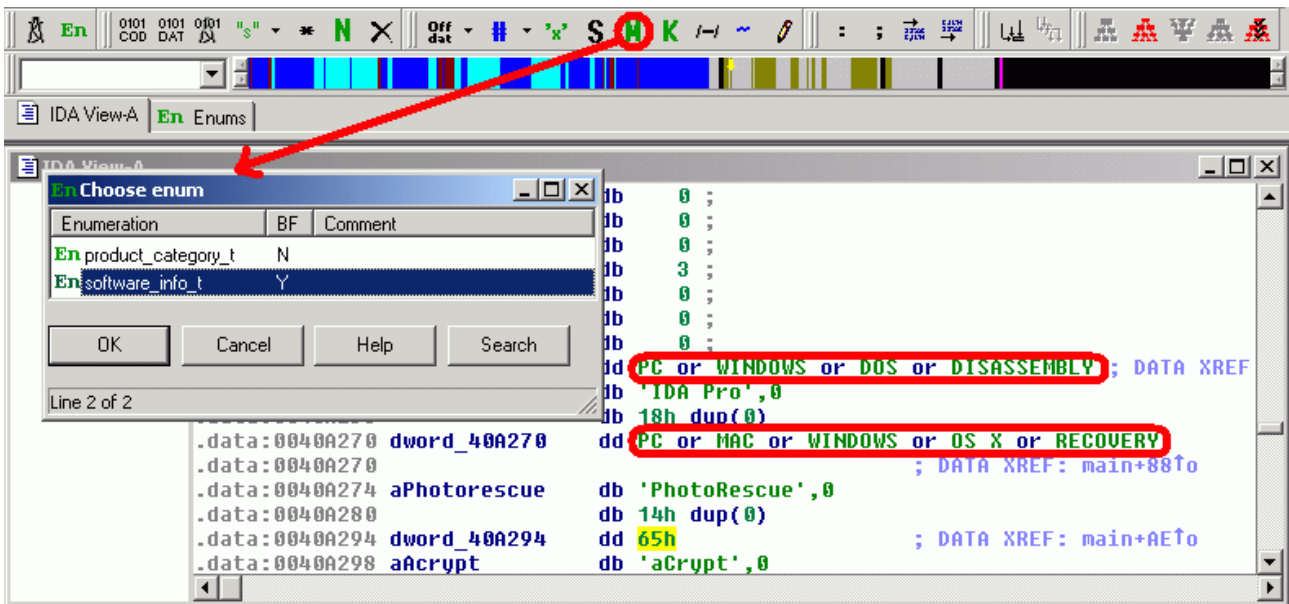 En 0101 COD 0101 DAT 0101 "s" * N Off dat # 'x' S M K : ;
IDA View-A En Enums
IDA View-A
En Choose enum
Enumeration BF Comment
En product_category_t N
En software_info_t Y
OK Cancel Help Search
Line 2 of 2
db 0 ;
db 0 ;
db 0 ;
db 3 ;
db 0 ;
db 0 ;
db 0 ;
dd PC or WINDOWS or DOS or DISASSEMBLY ; DATA XREF
db 'IDA Pro',0
db 18h dup(0)
.data:0040A270 dword_40A270 dd PC or MAC or WINDOWS or OS X or RECOVERY
.data:0040A270 ; DATA XREF: main+88↑o
.data:0040A274 aPhotorescue db 'PhotoRescue',0
.data:0040A280 db 14h dup(0)
.data:0040A294 dword_40A294 dd 65h ; DATA XREF: main+AE↑o
.data:0040A298 aAcrypt db 'aCrypt',0